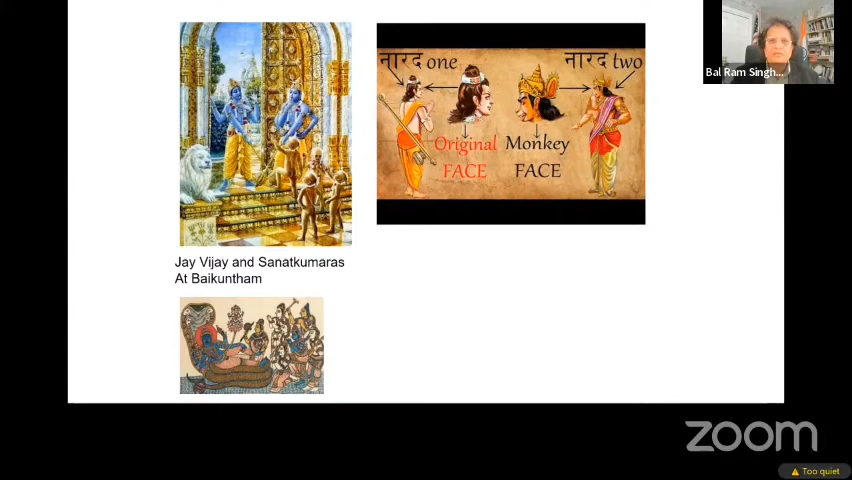 नारद one
नारद two
Original
FACE
Monkey
FACE
Jay Vijay and Sanatkumaras
At Baikuntham
Bal Ram Singh...
zoom
Too quiet